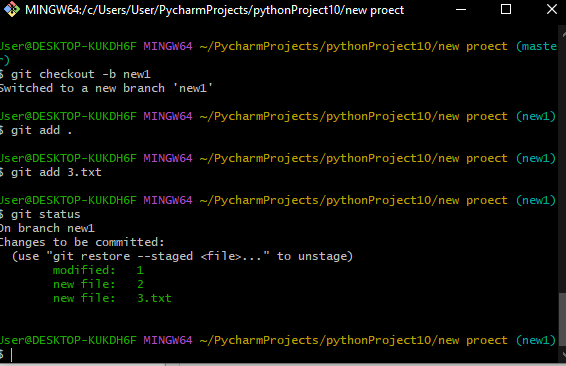 MINGW64:/c/Users/User/PycharmProjects/pythonProject10/new proect
User@DESKTOP-KUKDH6F MINGW64 ~/PycharmProjects/pythonProject10/new proect (maste
r)
$ git checkout -b new1
Switched to a new branch 'new1'
User@DESKTOP-KUKDH6F MINGW64 ~/PycharmProjects/pythonProject10/new proect (new1)
$ git add .
User@DESKTOP-KUKDH6F MINGW64 ~/PycharmProjects/pythonProject10/new proect (new1)
$ git add 3.txt
User@DESKTOP-KUKDH6F MINGW64 ~/PycharmProjects/pythonProject10/new proect (new1)
$ git status
On branch new1
Changes to be committed:
  (use "git restore --staged <file>..." to unstage)
        modified:   1
        new file:   2
        new file:   3.txt
User@DESKTOP-KUKDH6F MINGW64 ~/PycharmProjects/pythonProject10/new proect (new1)
$